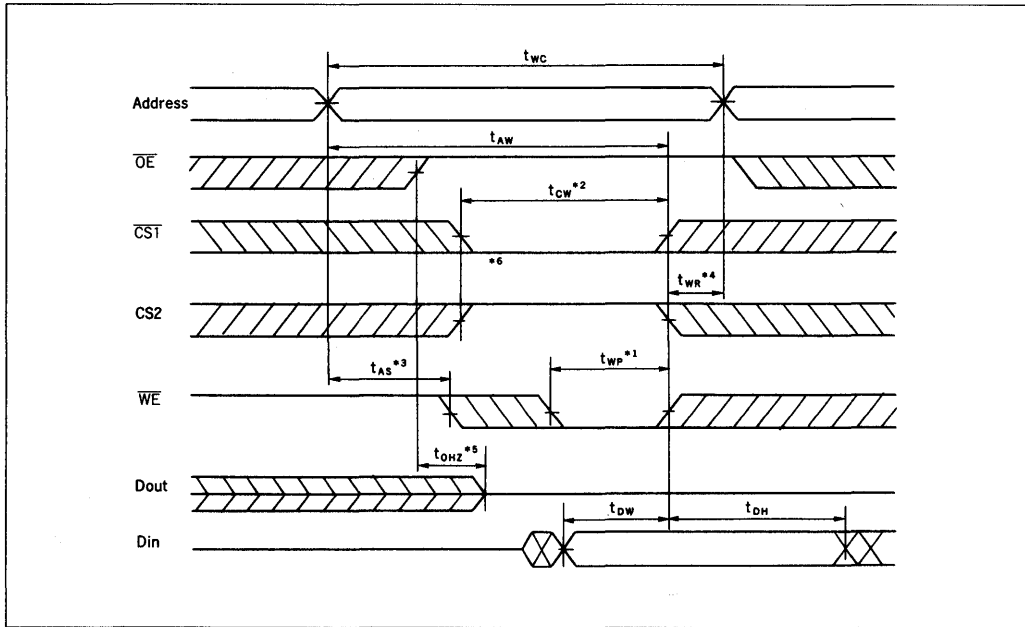 tWC
Address
tAW
OE
tCW*2
CS1
*6
tWR*4
CS2
tAS*3
tWP*1
WE
tOHZ*5
Dout
tDW
tDH
Din